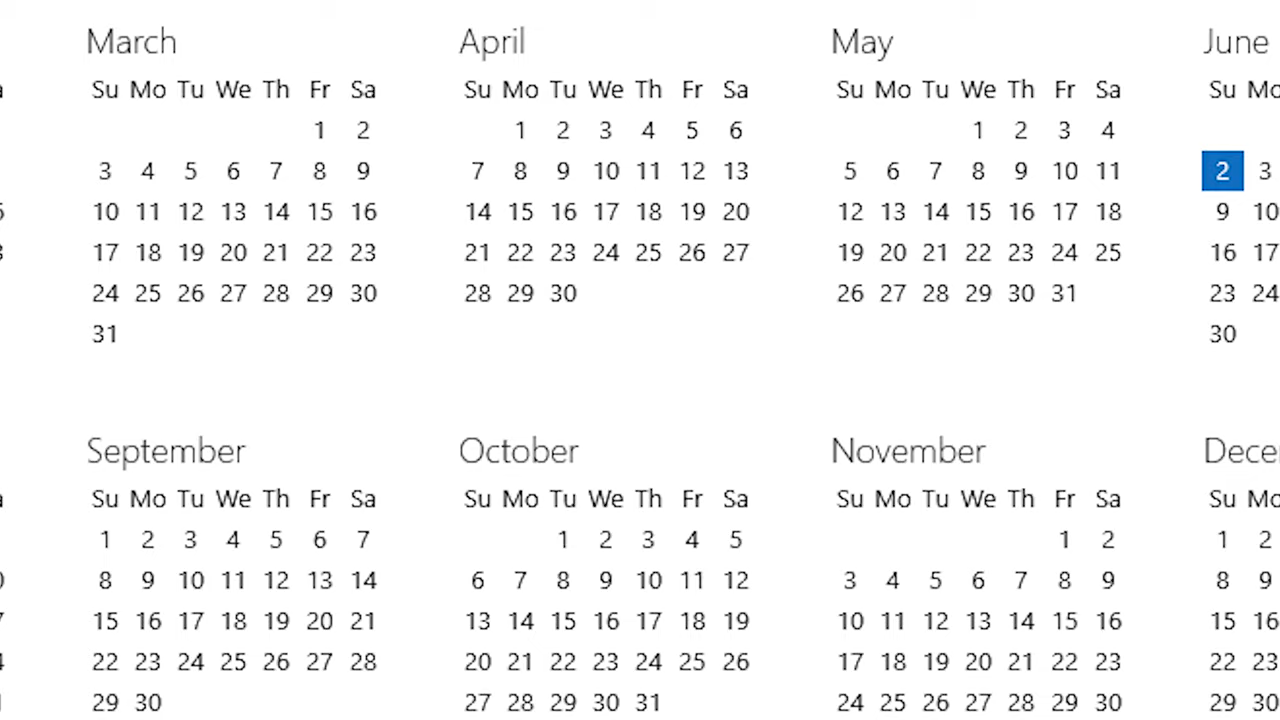 March April May June
Su Mo Tu We Th Fr Sa Su Mo Tu We Th Fr Sa Su Mo Tu We Th Fr Sa Su Mo
1 2 1 2 3 4 5 6 1 2 3 4
3 4 5 6 7 8 9 7 8 9 10 11 12 13 5 6 7 8 9 10 11 2 3
10 11 12 13 14 15 16 14 15 16 17 18 19 20 12 13 14 15 16 17 18 9 10
17 18 19 20 21 22 23 21 22 23 24 25 26 27 19 20 21 22 23 24 25 16 17
24 25 26 27 28 29 30 28 29 30 26 27 28 29 30 31 23 24
31 30
September October November
Su Mo Tu We Th Fr Sa Su Mo Tu We Th Fr Sa Su Mo Tu We Th Fr Sa Su Mo
1 2 3 4 5 6 7 1 2 3 4 5 1 2 1 2
8 9 10 11 12 13 14 6 7 8 9 10 11 12 3 4 5 6 7 8 9 8 9
15 16 17 18 19 20 21 13 14 15 16 17 18 19 10 11 12 13 14 15 16 15 16
22 23 24 25 26 27 28 20 21 22 23 24 25 26 17 18 19 20 21 22 23 22 23
29 30 27 28 29 30 31 24 25 26 27 28 29 30 29 30